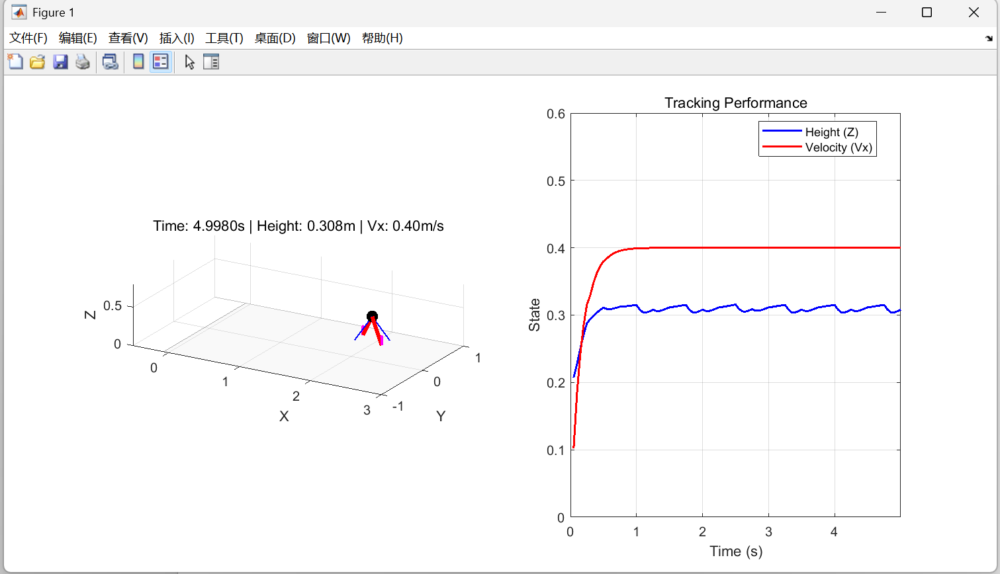 Figure 1
文件(F) 编辑(E) 查看(V) 插入(I) 工具(T) 桌面(D) 窗口(W) 帮助(H)
Time: 4.9980s | Height: 0.308m | Vx: 0.40m/s
Z
0.5
0
0
1
2
3
X
-1
0
1
Y
Tracking Performance
Height (Z)
Velocity (Vx)
State
0.6
0.5
0.4
0.3
0.2
0.1
0
0 1 2 3 4
Time (s)